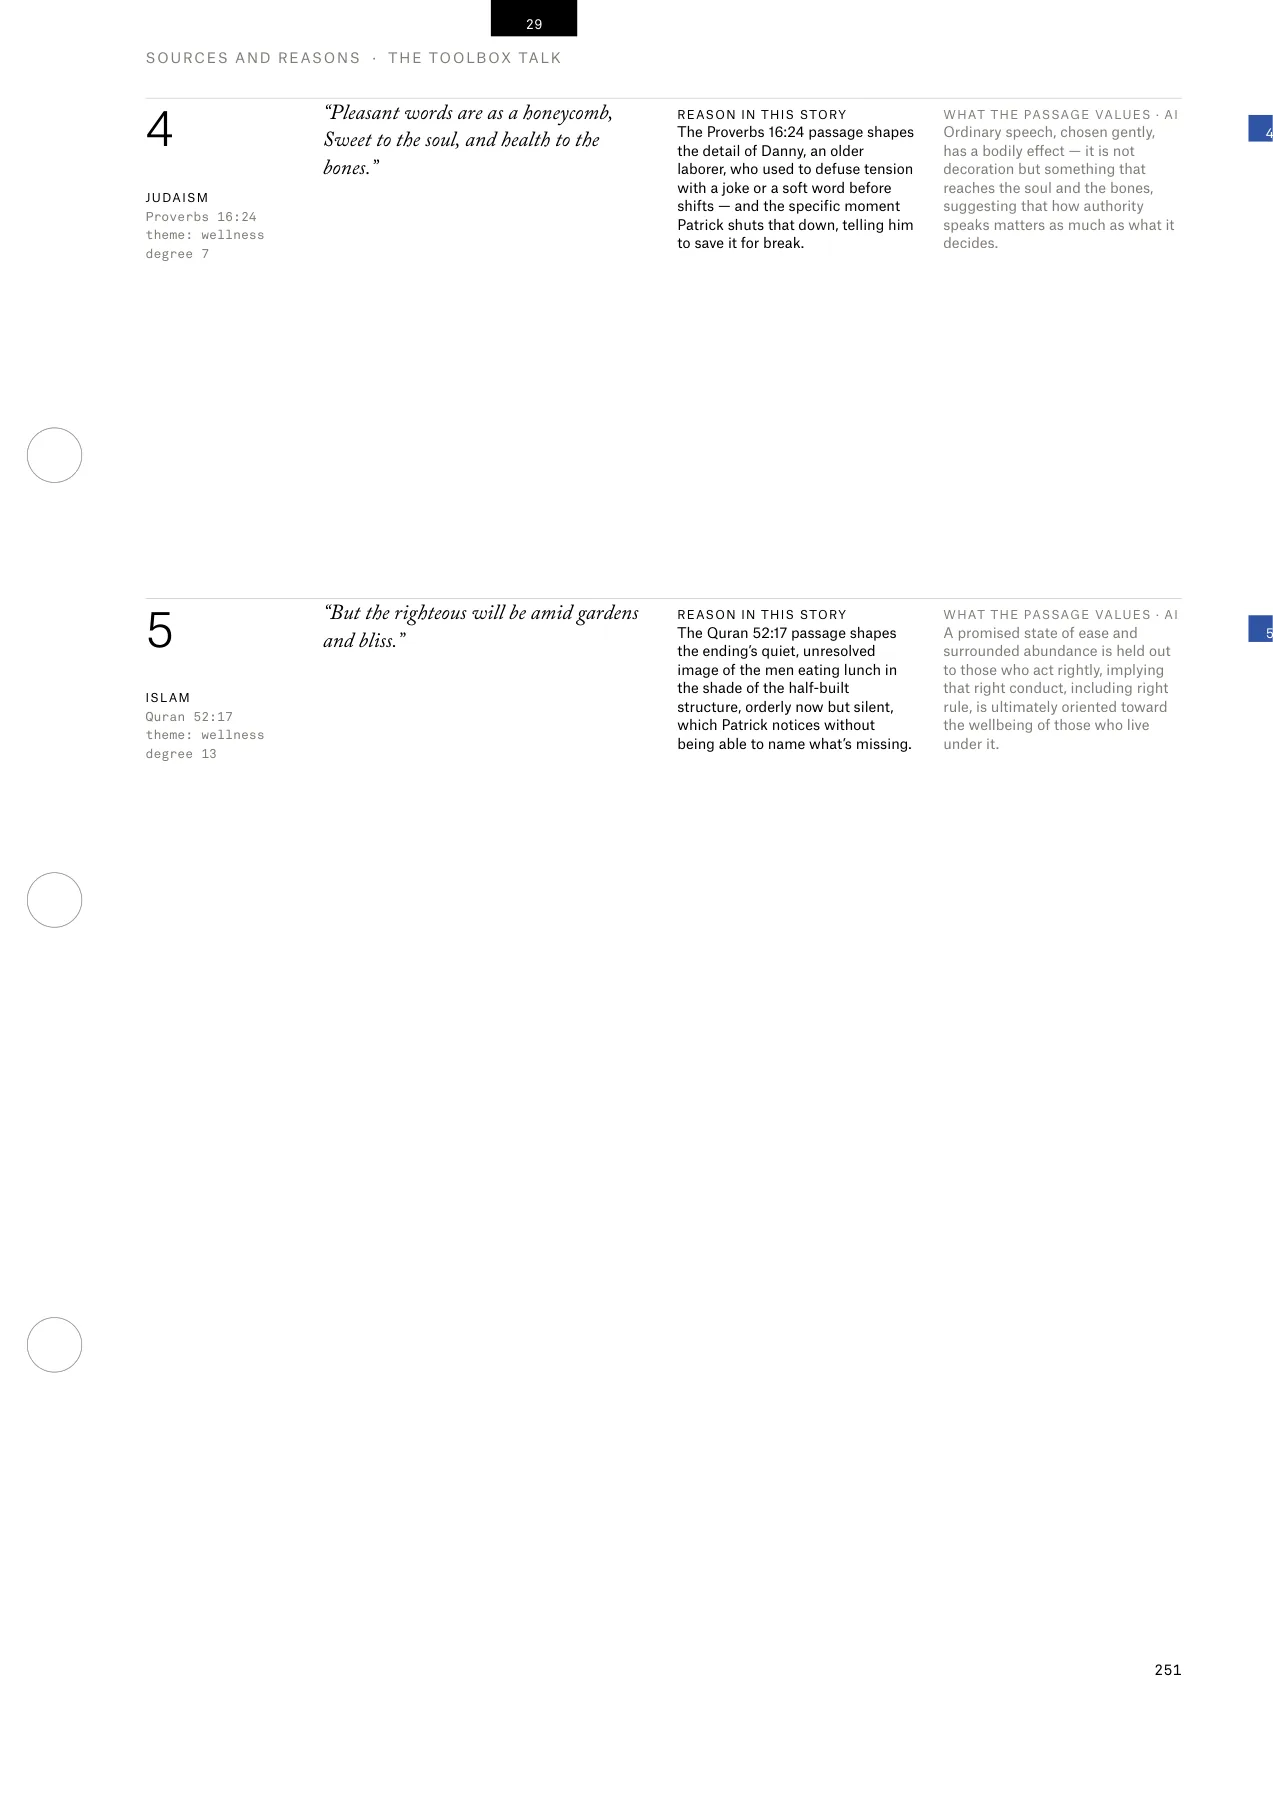 29
SOURCES AND REASONS · THE TOOLBOX TALK
4
JUDAISM
Proverbs 16:24
theme: wellness
degree 7
“Pleasant words are as a honeycomb,
Sweet to the soul, and health to the
bones.”
REASON IN THIS STORY
The Proverbs 16:24 passage shapes
the detail of Danny, an older
laborer, who used to defuse tension
with a joke or a soft word before
shifts — and the specific moment
Patrick shuts that down, telling him
to save it for break.
WHAT THE PASSAGE VALUES · AI
Ordinary speech, chosen gently,
has a bodily effect — it is not
decoration but something that
reaches the soul and the bones,
suggesting that how authority
speaks matters as much as what it
decides.
4
5
ISLAM
Quran 52:17
theme: wellness
degree 13
“But the righteous will be amid gardens
and bliss.”
REASON IN THIS STORY
The Quran 52:17 passage shapes
the ending’s quiet, unresolved
image of the men eating lunch in
the shade of the half-built
structure, orderly now but silent,
which Patrick notices without
being able to name what’s missing.
WHAT THE PASSAGE VALUES · AI
A promised state of ease and
surrounded abundance is held out
to those who act rightly, implying
that right conduct, including right
rule, is ultimately oriented toward
the wellbeing of those who live
under it.
5
251